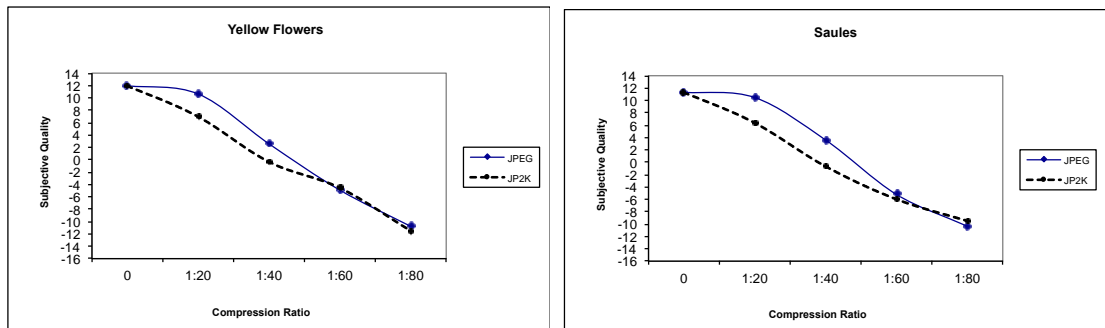 Yellow Flowers
14
12
10
8
6
4
2
0
-2
-4
-6
-8
-10
-12
-14
-16
Subjective Quality
0 1:20 1:40 1:60 1:80
Compression Ratio
JPEG
JP2K
Saules
14
12
10
8
6
4
2
0
-2
-4
-6
-8
-10
-12
-14
-16
Subjective Quality
0 1:20 1:40 1:60 1:80
Compression Ratio
JPEG
JP2K